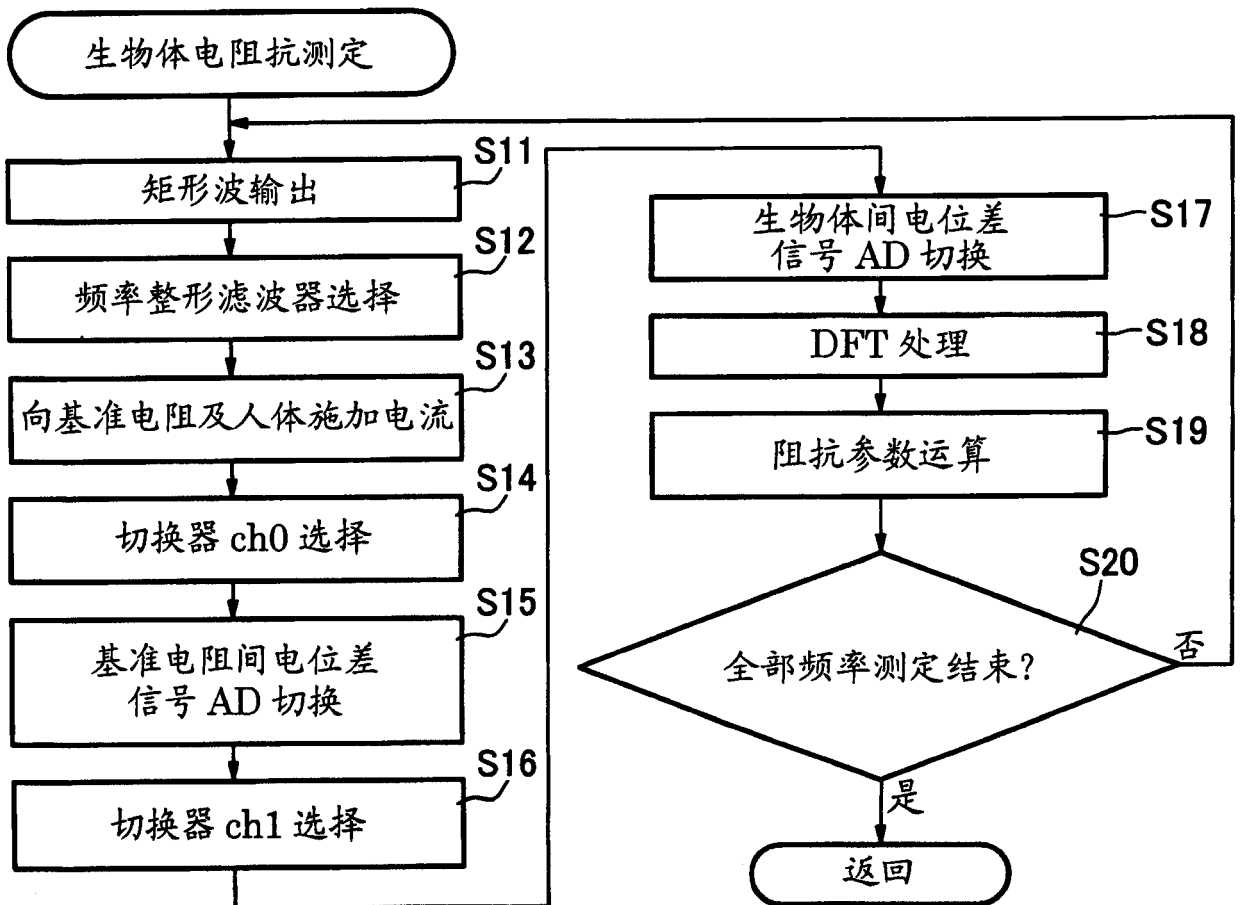 生物体电阻抗测定
S11
矩形波输出
S12
频率整形滤波器选择
S13
向基准电阻及人体施加电流
S14
切换器 ch0 选择
S15
基准电阻间电位差
信号 AD 切换
S16
切换器 ch1 选择
S17
生物体间电位差
信号 AD 切换
S18
DFT 处理
S19
阻抗参数运算
S20
全部频率测定结束?
否
是
返回